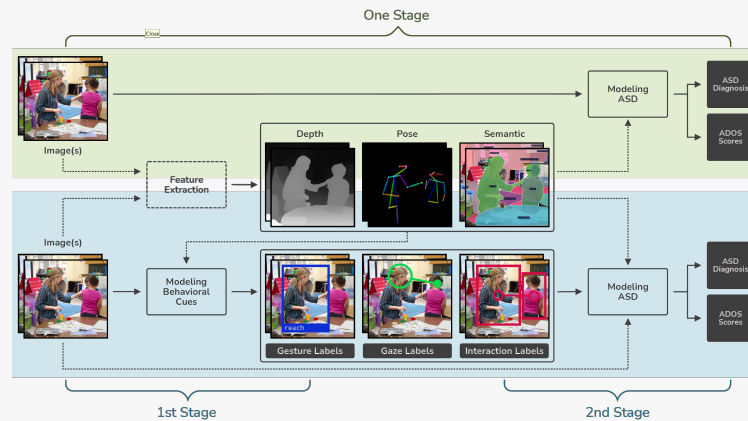 One Stage
Close
Image(s)
Feature
Extraction
Depth
Pose
Semantic
Modeling
ASD
ASD
Diagnosis
ADOS
Scores
Image(s)
Modeling
Behavioral
Cues
reach
Gesture Labels
Gaze Labels
Interaction Labels
Modeling
ASD
ASD
Diagnosis
ADOS
Scores
1st Stage
2nd Stage